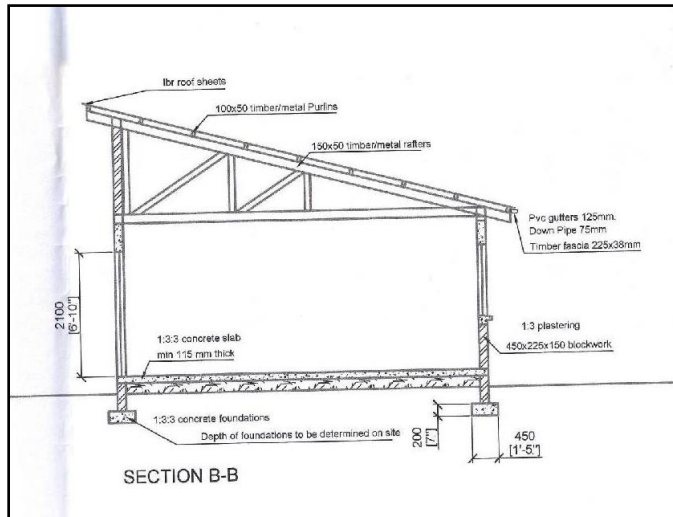 lbr roof sheets
100x50 timber/metal Purlins
150x50 timber/metal rafters
Pvc gutters 125mm.
Down Pipe 75mm
Timber fascia 225x38mm
2100
[6'-10"]
1:3:3 concrete slab
min 115 mm thick
1:3 plastering
450x225x150 blockwork
1:3:3 concrete foundations
Depth of foundations to be determined on site
200
[7"]
450
[1'-5"]
SECTION B-B